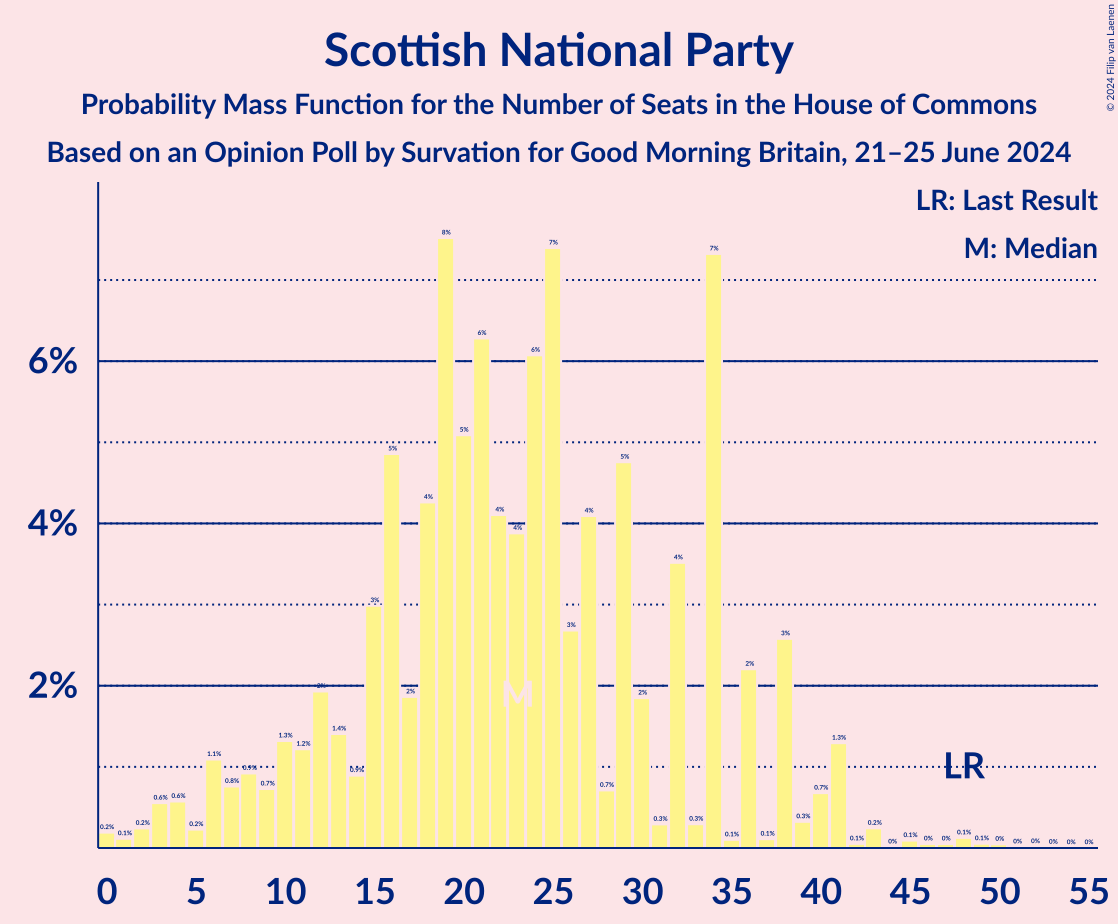 Scottish National Party
Probability Mass Function for the Number of Seats in the House of Commons
Based on an Opinion Poll by Survation for Good Morning Britain, 21–25 June 2024
© 2024 Filip van Laenen
LR: Last Result
M: Median
6%
4%
2%
0.2% 0.1% 0.2% 0.6% 0.6% 0.2% 1.1% 0.8% 0.9% 0.7% 1.3% 1.2% 2% 1.4% 0.9% 3% 5% 2% 4% 8% 5% 6% 4% 4% 6% 7% 3% 4% 0.7% 5% 2% 0.3% 4% 0.3% 7% 0.1% 2% 0.1% 3% 0.3% 0.7% 1.3% 0.1% 0.2% 0% 0.1% 0% 0% 0.1% 0.1% 0% 0% 0% 0% 0% 0%
M
LR
0 5 10 15 20 25 30 35 40 45 50 55